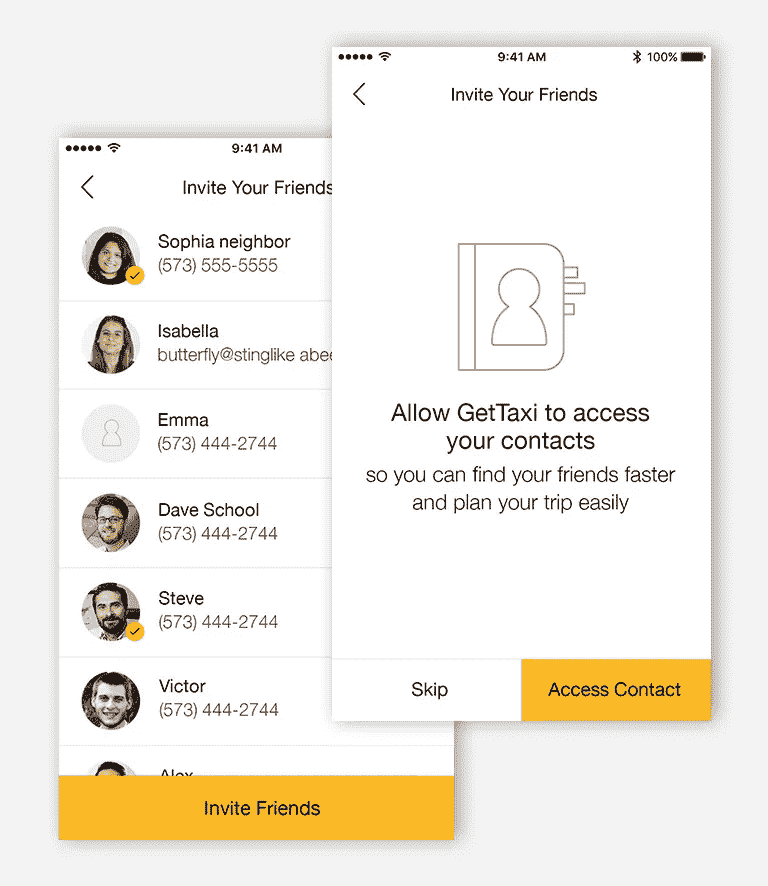 9:41 AM
Invite Your Friends
Sophia neighbor
(573) 555-5555
Isabella
butterfly@stinglike abee
Emma
(573) 444-2744
Dave School
(573) 444-2744
Steve
(573) 444-2744
Victor
(573) 444-2744
Alex
Invite Friends
9:41 AM 100%
Invite Your Friends
Allow GetTaxi to access
your contacts
so you can find your friends faster
and plan your trip easily
Skip Access Contact